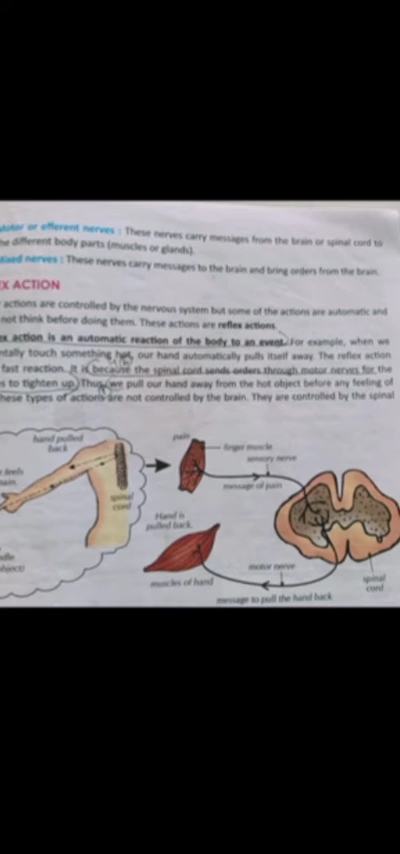 Motor or efferent nerves : These nerves carry messages from the brain or spinal cord to
he different body parts (muscles or glands).
Mixed nerves : These nerves carry messages to the brain and bring orders from the brain.
EX ACTION
actions are controlled by the nervous system but some of the actions are automatic and
not think before doing them. These actions are reflex actions.
ex action is an automatic reaction of the body to an event. For example, when we
ntally touch something hot, our hand automatically pulls itself away. The reflex action
fast reaction. It is because the spinal cord sends orders through motor nerves for the
s to tighten up. Thus, we pull our hand away from the hot object before any feeling of
hese types of actions are not controlled by the brain. They are controlled by the spinal
hand pulled
back
feels
pain.
spinal
cord
object)
pain
finger muscle
sensory nerve
message of pain
Hand is
pulled back.
muscles of hand
motor nerve
message to pull the hand back
spinal
cord